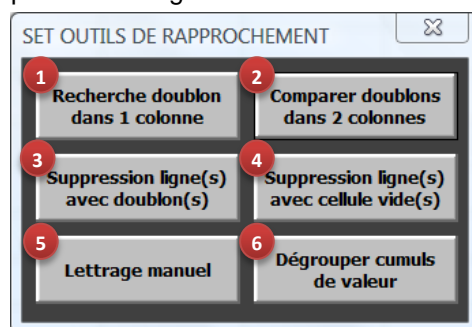 SET OUTILS DE RAPPROCHEMENT
1
Recherche doublon
dans 1 colonne
2
Comparer doublons
dans 2 colonnes
3
Suppression ligne(s)
avec doublon(s)
4
Suppression ligne(s)
avec cellule vide(s)
5
Lettrage manuel
6
Dégrouper cumuls
de valeur